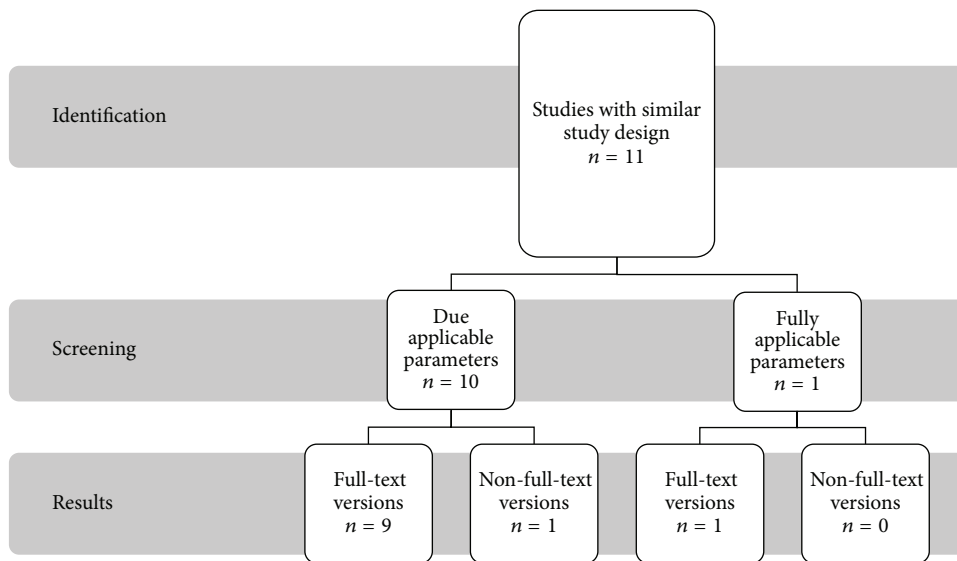 Identification
Studies with similar
study design
n = 11
Screening
Due
applicable
parameters
n = 10
Fully
applicable
parameters
n = 1
Results
Full-text
versions
n = 9
Non-full-text
versions
n = 1
Full-text
versions
n = 1
Non-full-text
versions
n = 0